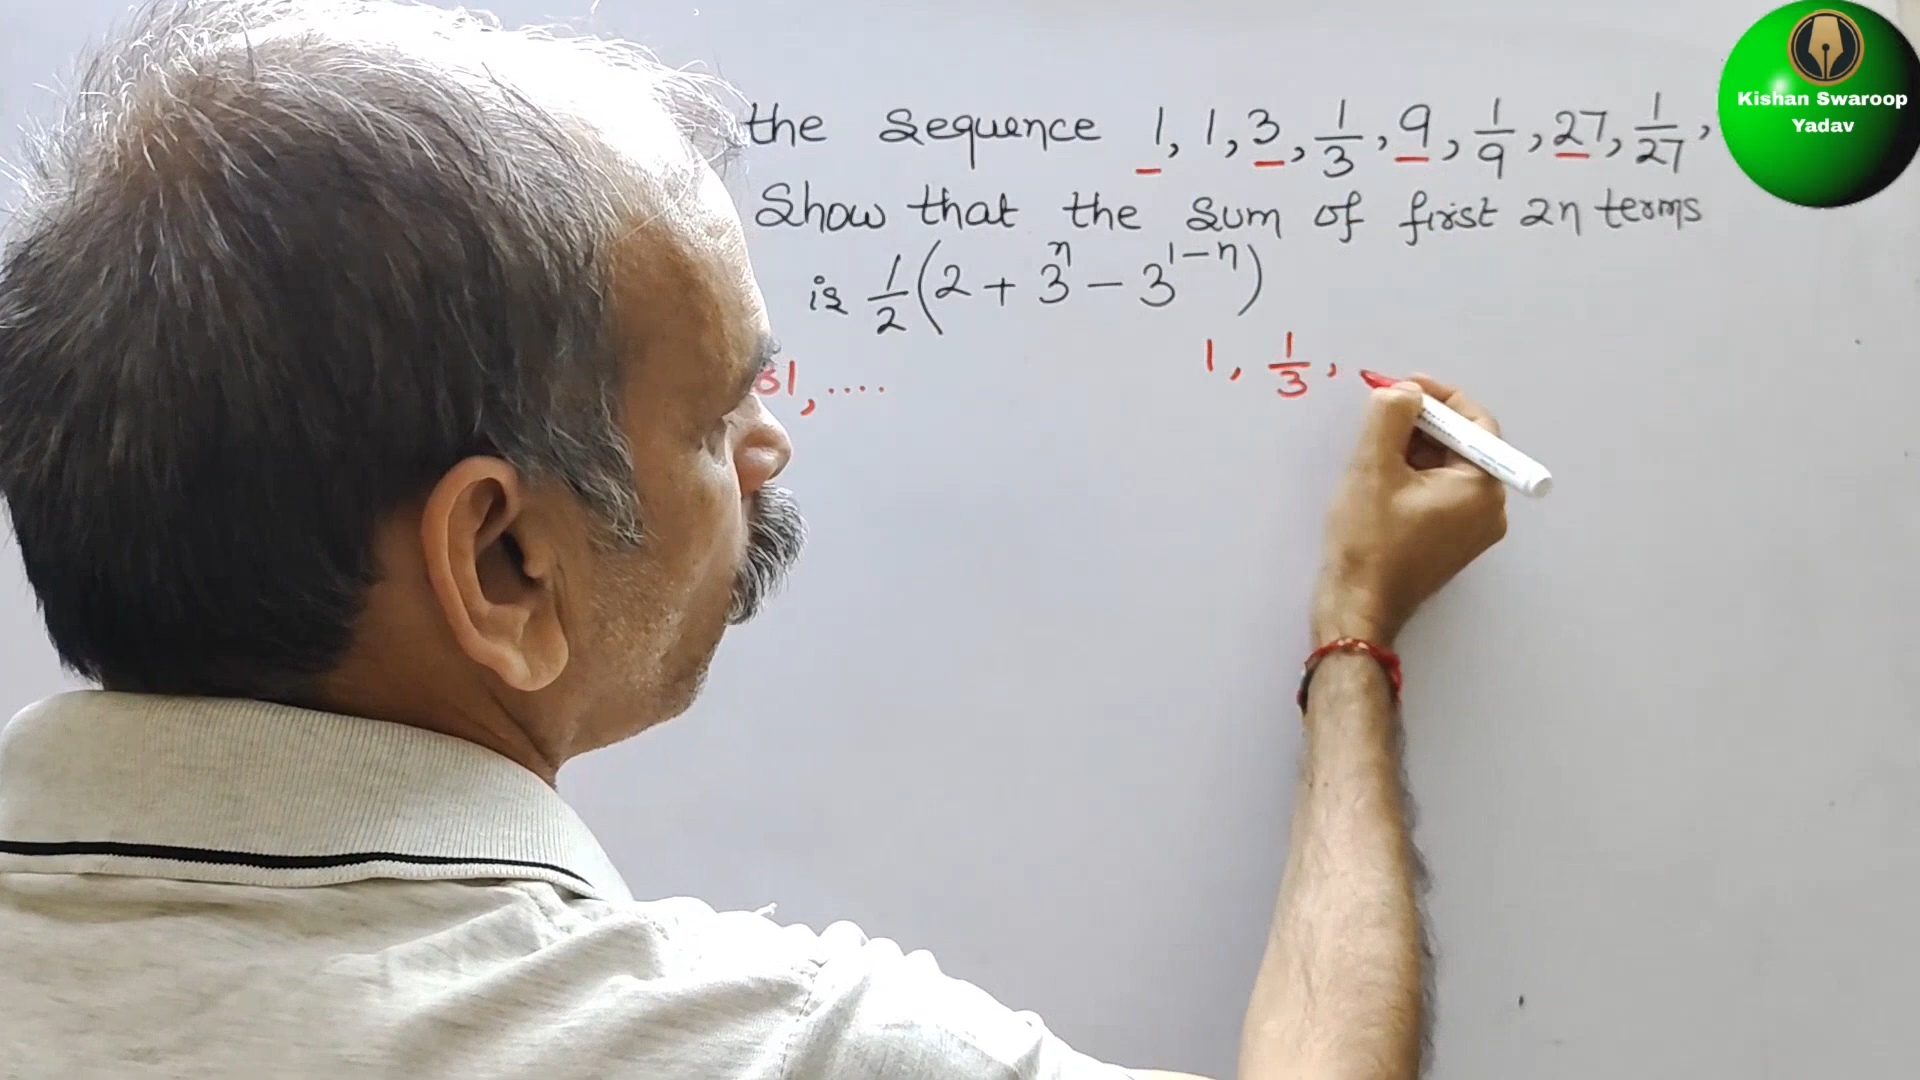 the sequence 1, 1, 3, 1/3, 9, 1/9, 27, 1/27,
Show that the sum of first 2n terms
is 1/2(2 + 3^n - 3^(1-n))
81, ....
1, 1/3,
Kishan Swaroop
Yadav